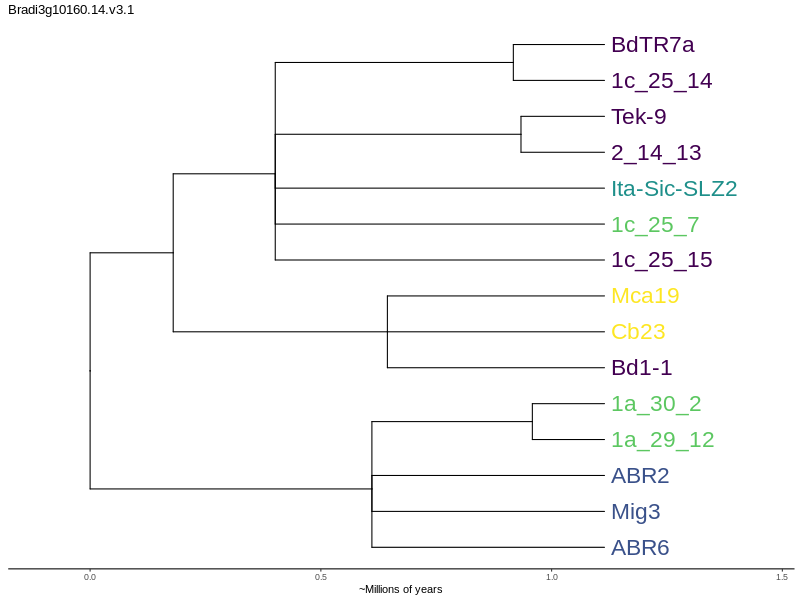 Bradi3g10160.14.v3.1
BdTR7a
1c_25_14
Tek-9
2_14_13
Ita-Sic-SLZ2
1c_25_7
1c_25_15
Mca19
Cb23
Bd1-1
1a_30_2
1a_29_12
ABR2
Mig3
ABR6
0.0 0.5 1.0 1.5
~Millions of years